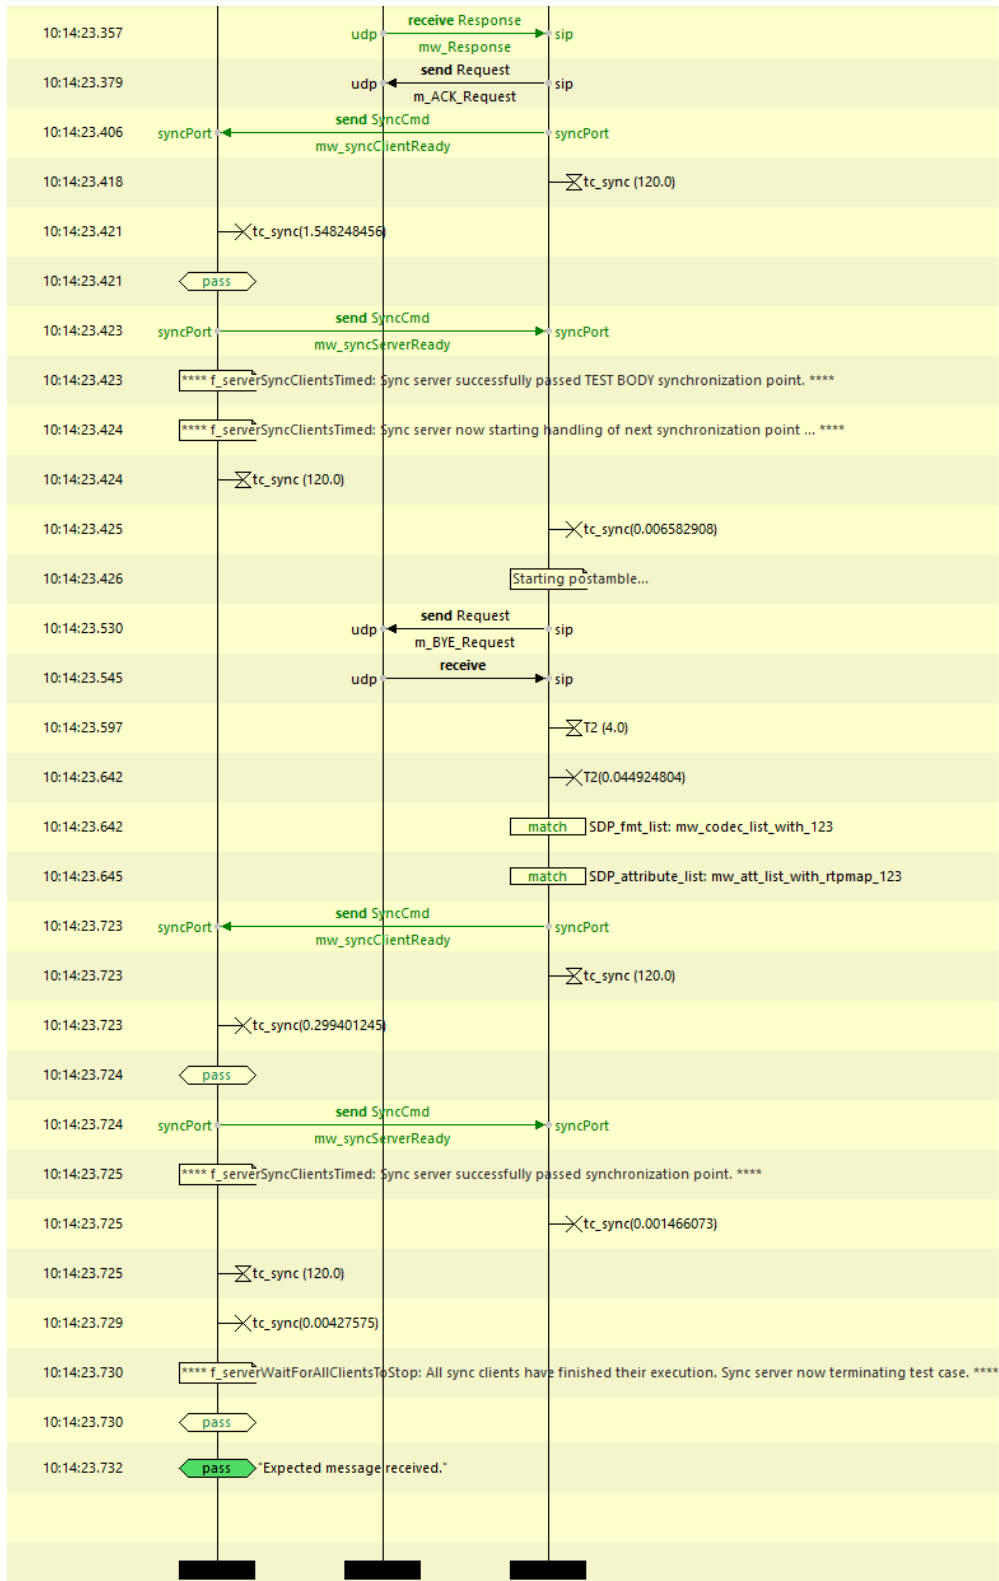 receive Response
10:14:23.357 udp sip
mw_Response
send Request
10:14:23.379 udp sip
m_ACK_Request
send SyncCmd
10:14:23.406 syncPort syncPort
mw_syncClientReady
10:14:23.418 tc_sync (120.0)
10:14:23.421 tc_sync(1.548248456)
10:14:23.421 pass
send SyncCmd
10:14:23.423 syncPort syncPort
mw_syncServerReady
10:14:23.423 **** f_serverSyncClientsTimed: Sync server successfully passed TEST BODY synchronization point. ****
10:14:23.424 **** f_serverSyncClientsTimed: Sync server now starting handling of next synchronization point ... ****
10:14:23.424 tc_sync (120.0)
10:14:23.425 tc_sync(0.006582908)
10:14:23.426 Starting postamble...
send Request
10:14:23.530 udp sip
m_BYE_Request
receive
10:14:23.545 udp sip
10:14:23.597 T2 (4.0)
10:14:23.642 T2(0.044924804)
10:14:23.642 match SDP_fmt_list: mw_codec_list_with_123
10:14:23.645 match SDP_attribute_list: mw_att_list_with_rtpmap_123
send SyncCmd
10:14:23.723 syncPort syncPort
mw_syncClientReady
10:14:23.723 tc_sync (120.0)
10:14:23.723 tc_sync(0.299401245)
10:14:23.724 pass
send SyncCmd
10:14:23.724 syncPort syncPort
mw_syncServerReady
10:14:23.725 **** f_serverSyncClientsTimed: Sync server successfully passed synchronization point. ****
10:14:23.725 tc_sync(0.001466073)
10:14:23.725 tc_sync (120.0)
10:14:23.729 tc_sync(0.00427575)
10:14:23.730 **** f_serverWaitForAllClientsToStop: All sync clients have finished their execution. Sync server now terminating test case. ****
10:14:23.730 pass
10:14:23.732 pass "Expected message received."